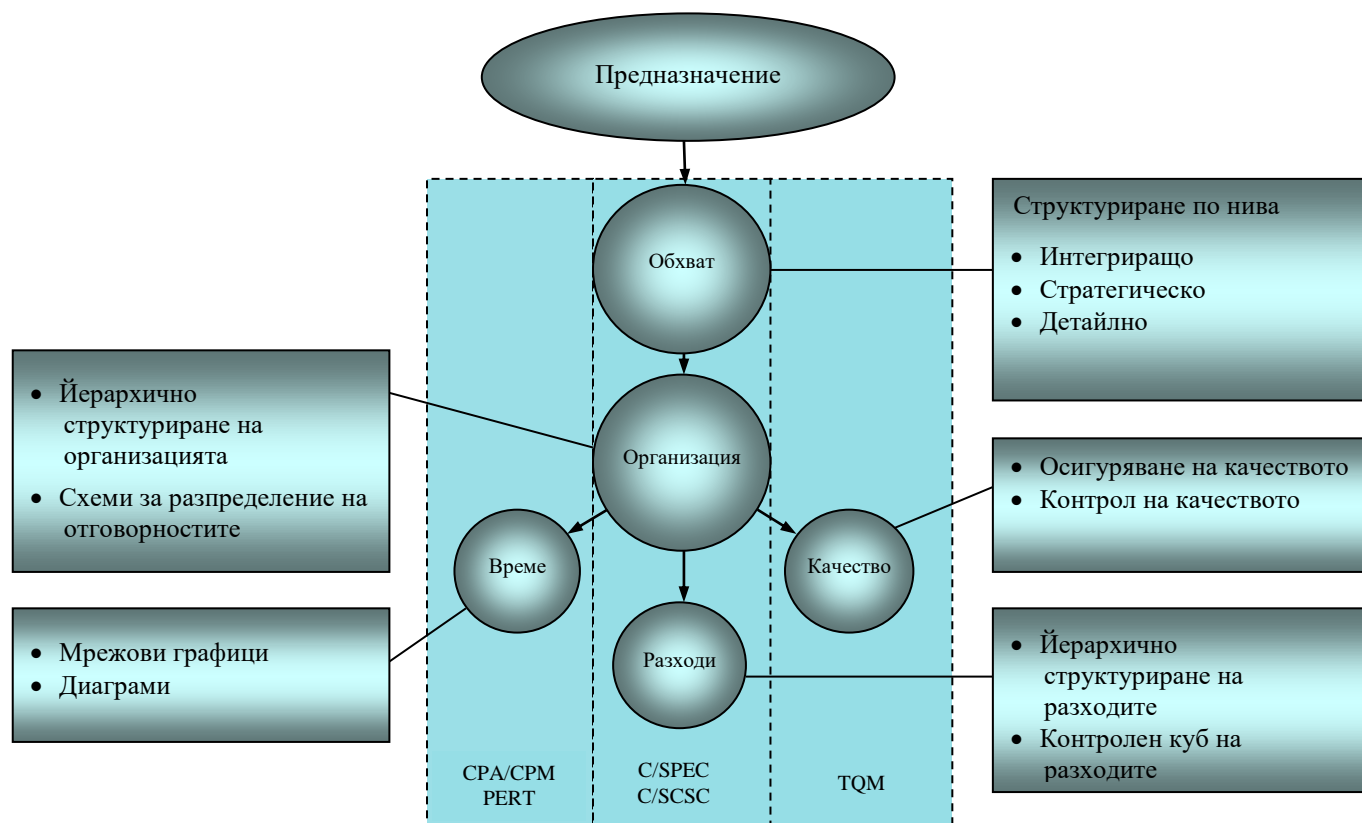 Предназначение
Обхват
Структуриране по нива
• Интегриращо
• Стратегическо
• Детайлно
• Йерархично
структуриране на
организацията
• Схеми за разпределение на
отговорностите
Организация
• Осигуряване на качеството
• Контрол на качеството
Време
Качество
• Мрежови графици
• Диаграми
Разходи
• Йерархично
структуриране на
разходите
• Контролен куб на
разходите
CPA/CPM
PERT
C/SPEC
C/SCSC
TQM